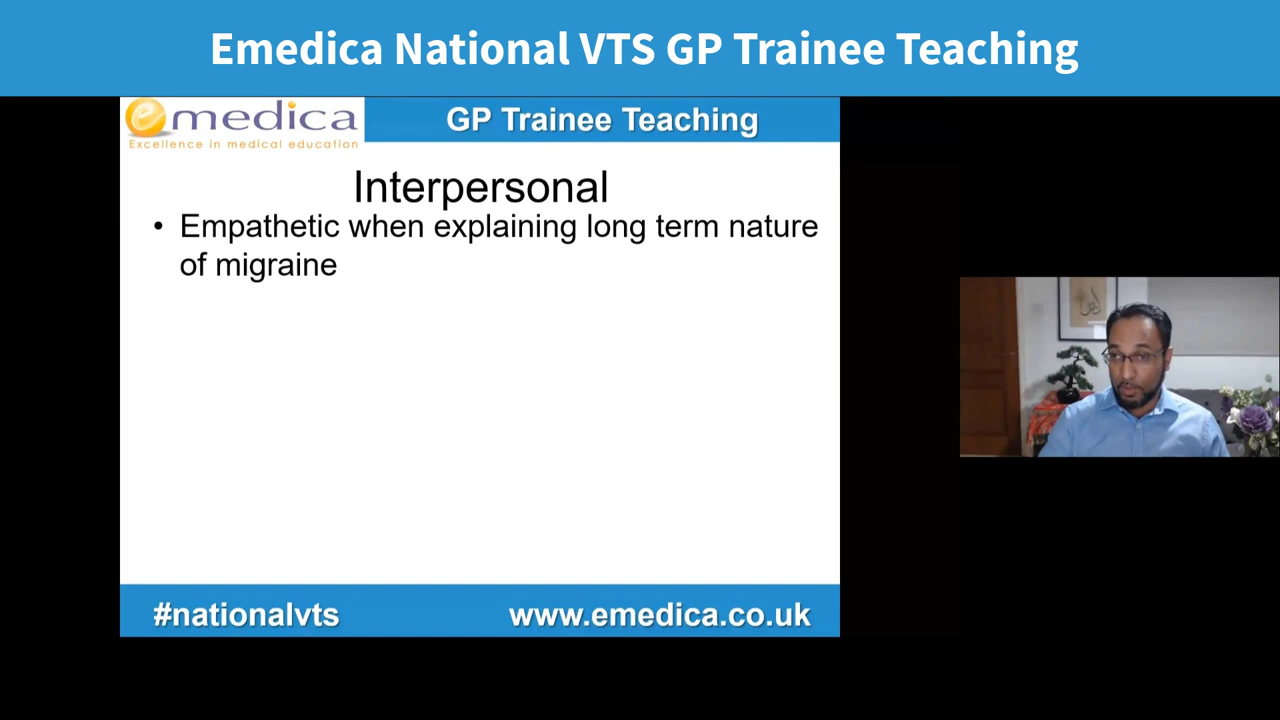 Emedica National VTS GP Trainee Teaching
emedica
Excellence in medical education
GP Trainee Teaching
Interpersonal
• Empathetic when explaining long term nature
of migraine
#nationalvts
www.emedica.co.uk